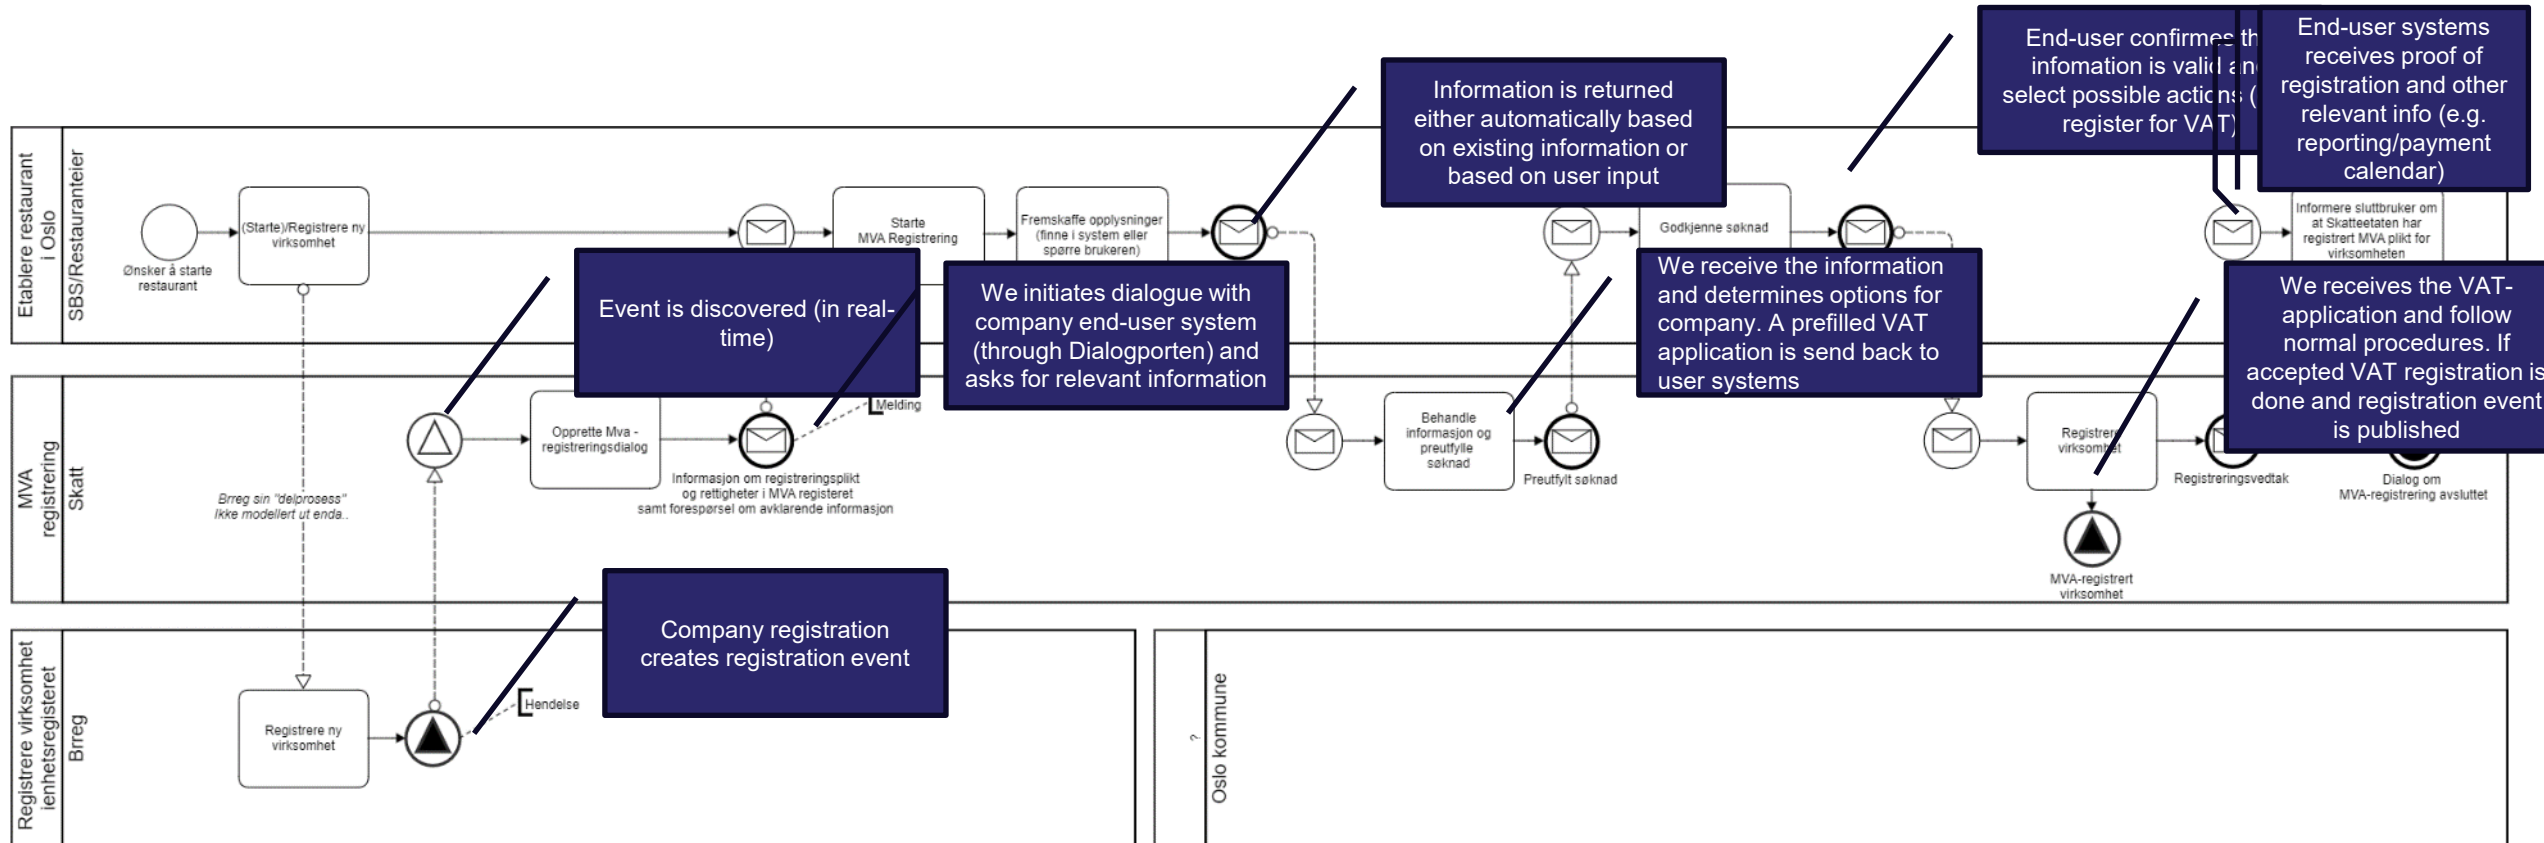 End-user confirmes th
infomation is valid an
select possible actions (
register for VAT)
End-user systems
receives proof of
registration and other
relevant info (e.g.
reporting/payment
calendar)
Information is returned
either automatically based
on existing information or
based on user input
Etablere restaurant
i Oslo
SBS/Restauranteier
Ønsker å starte
restaurant
(Starte)/Registrere ny
virksomhet
Starte
MVA Registrering
Fremskaffe opplysninger
(finne i system eller
spørre brukeren)
Godkjenne søknad
Informere sluttbruker om
at Skatteetaten har
registrert MVA plikt for
virksomheten
Event is discovered (in real-
time)
We initiates dialogue with
company end-user system
(through Dialogporten) and
asks for relevant information
We receive the information
and determines options for
company. A prefilled VAT
application is send back to
user systems
We receives the VAT-
application and follow
normal procedures. If
accepted VAT registration is
done and registration event
is published
MVA
registrering
Skatt
Brreg sin "delprosess"
Ikke modellert ut enda..
Opprette Mva -
registreringsdialog
Melding
Informasjon om registreringsplikt
og rettigheter i MVA registeret
samt forespørsel om avklarende informasjon
Behandle
informasjon og
preutfylle
søknad
Preutfylt søknad
Registrere
virksomhet
Registreringsvedtak
Dialog om
MVA-registrering avsluttet
MVA-registrert
virksomhet
Company registration
creates registration event
Registrere virksomhet
ienhetsregisteret
Brreg
Registrere ny
virksomhet
Hendelse
?
Oslo kommune